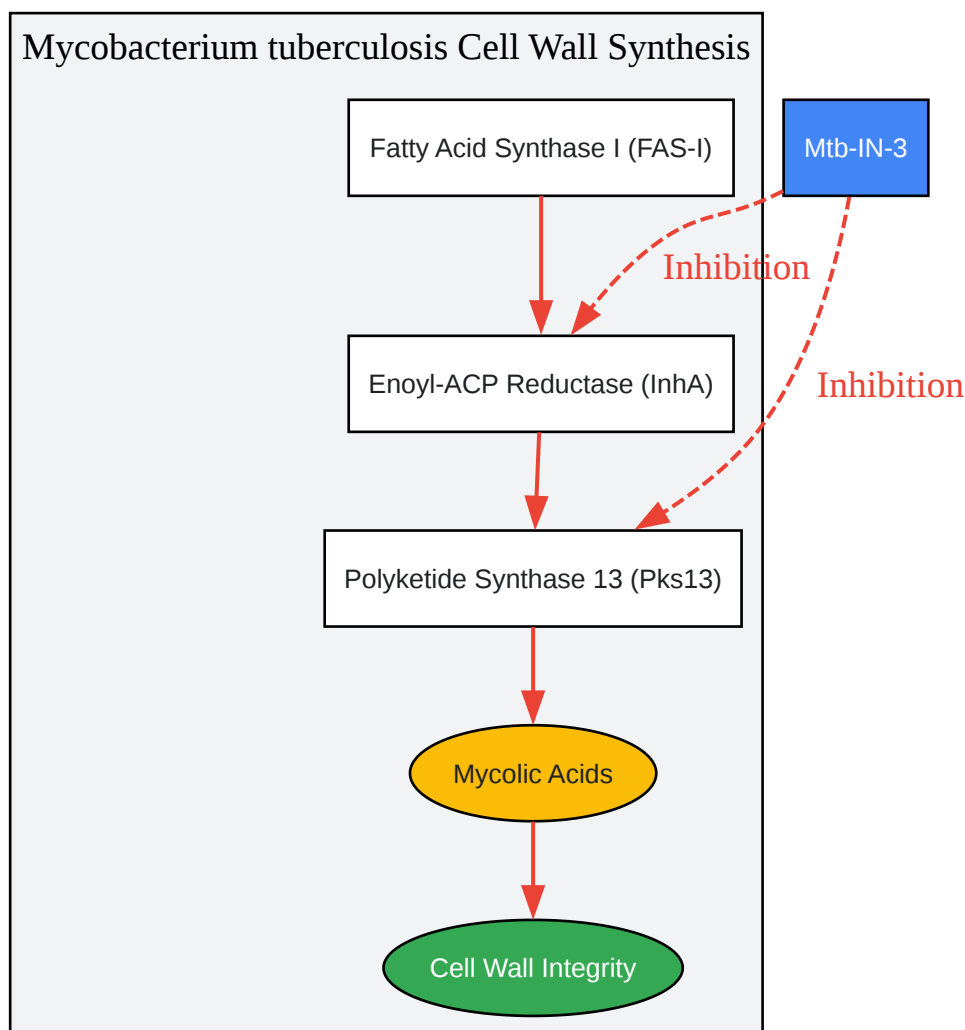 Mycobacterium tuberculosis Cell Wall Synthesis
Fatty Acid Synthase I (FAS-I)
Mtb-IN-3
Inhibition
Enoyl-ACP Reductase (InhA)
Inhibition
Polyketide Synthase 13 (Pks13)
Mycolic Acids
Cell Wall Integrity